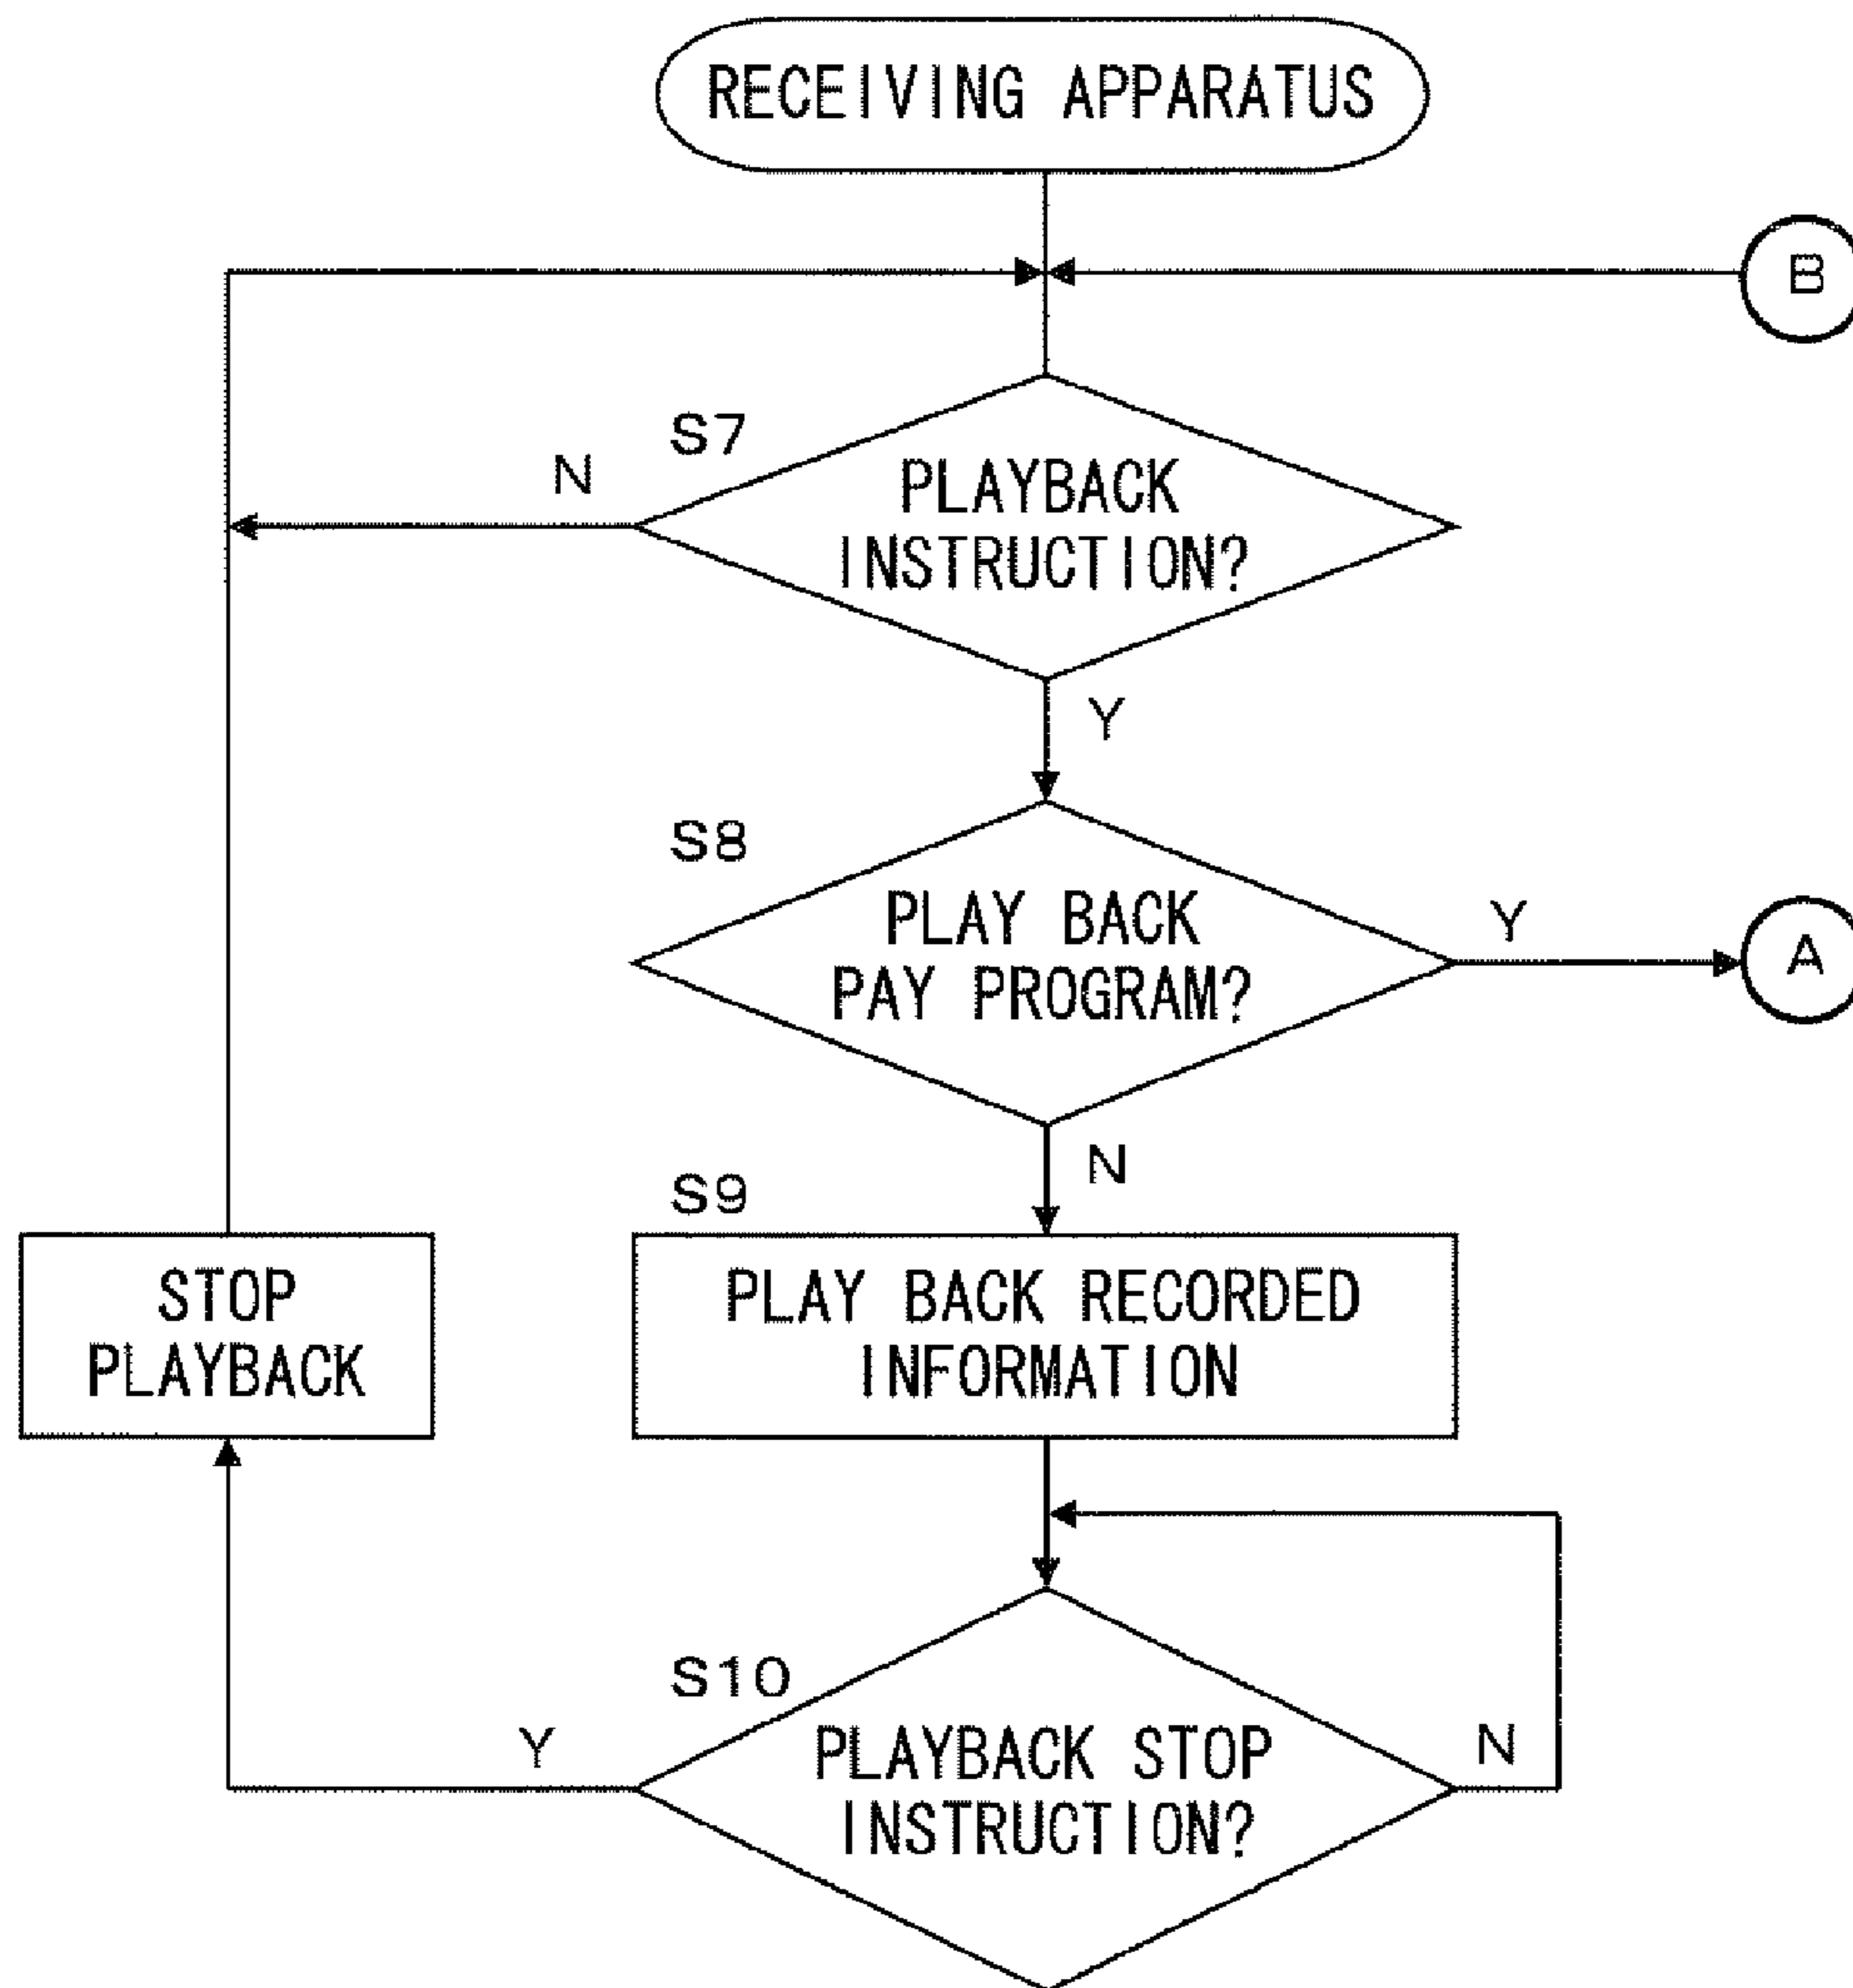 RECEIVING APPARATUS
B
S7
N
PLAYBACK
INSTRUCTION?
Y
S8
PLAY BACK
PAY PROGRAM?
Y
A
N
S9
STOP
PLAYBACK
PLAY BACK RECORDED
INFORMATION
S10
Y
PLAYBACK STOP
INSTRUCTION?
N